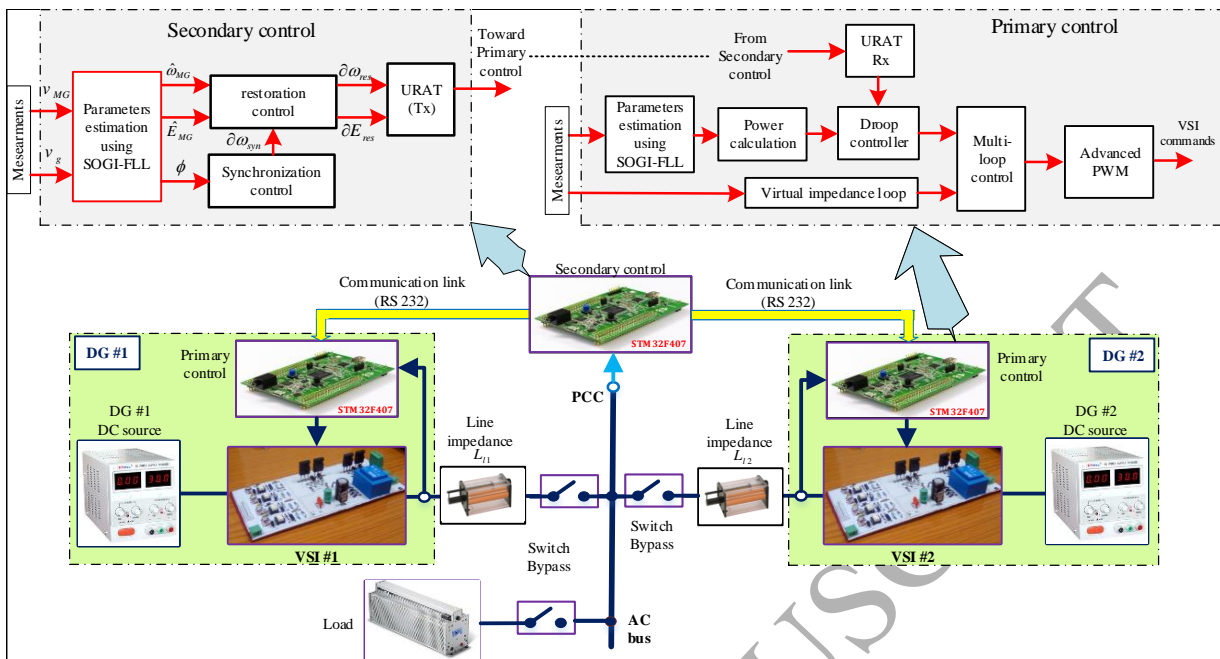 Secondary control
Mesearments
v_MG
v_g
Parameters
estimation
using
SOGI-FLL
ω̂_MG
Ê_MG
ϕ
restoration
control
∂ω_syn
Synchronization
control
∂ω_res
∂E_res
URAT
(Tx)
Toward
Primary
control
Primary control
From
Secondary
control
URAT
Rx
Mesearments
Parameters
estimation
using
SOGI-FLL
Power
calculation
Droop
controller
Virtual impedance loop
Multi-
loop
control
Advanced
PWM
VSI
commands
Secondary control
STM32F407
Communication link
(RS 232)
Communication link
(RS 232)
DG #1
Primary
control
STM32F407
DG #1
DC source
VSI #1
Line
impedance
L_l1
PCC
Switch
Bypass
Switch
Bypass
Line
impedance
L_l2
DG #2
Primary
control
STM32F407
DG #2
DC source
VSI #2
Load
AC
bus
USCRIPT